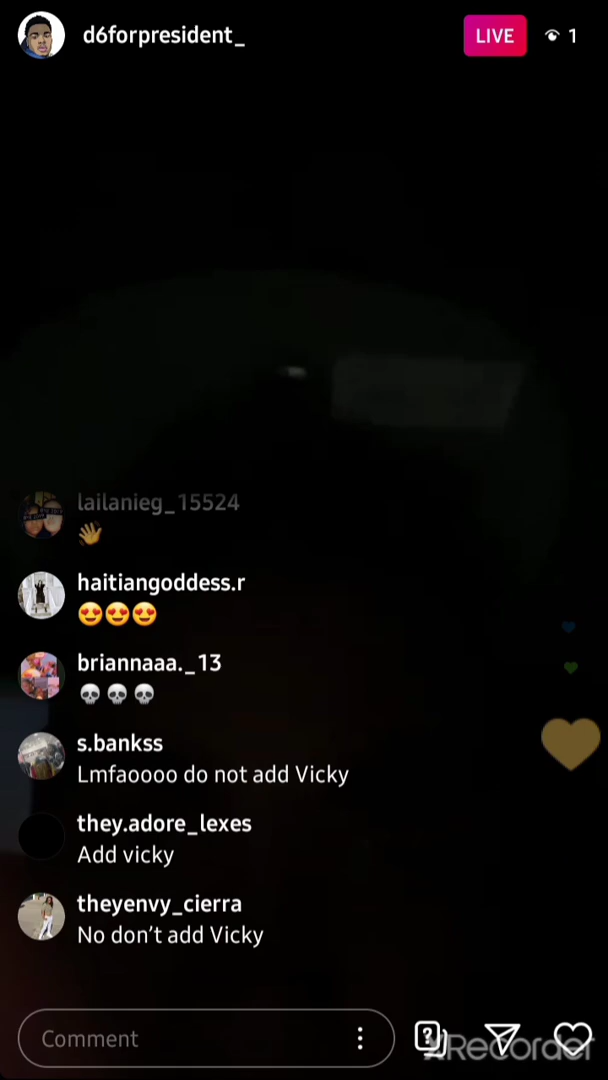 d6forpresident_
LIVE
1
lailanieg_15524
👋
haitiangoddess.r
😍😍😍
briannaaa._13
💀💀💀
s.bankss
Lmfaoooo do not add Vicky
they.adore_lexes
Add vicky
theyenvy_cierra
No don’t add Vicky
Comment
XRecorder